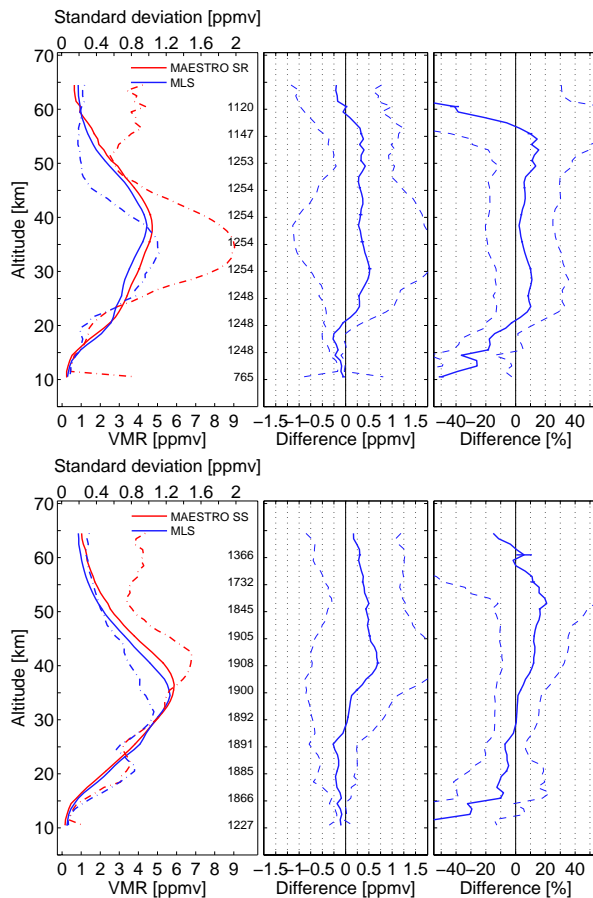 Standard deviation [ppmv]
0 0.4 0.8 1.2 1.6 2
70
MAESTRO SR
MLS
60
1120
1147
50
1253
1254
40
1254
Altitude [km]
1254
30
1254
1248
20
1248
1248
10
765
0 1 2 3 4 5 6 7 8 9 10
VMR [ppmv]
−1.5 −1 −0.5 0 0.5 1 1.5
Difference [ppmv]
−40 −20 0 20 40
Difference [%]
Standard deviation [ppmv]
0 0.4 0.8 1.2 1.6 2
70
MAESTRO SS
MLS
60
1366
1732
50
1845
1905
40
1908
Altitude [km]
1900
30
1892
1891
20
1885
1866
10
1227
0 2 4 6 8 10
VMR [ppmv]
−1.5 −1 −0.5 0 0.5 1 1.5
Difference [ppmv]
−40 −20 0 20 40
Difference [%]